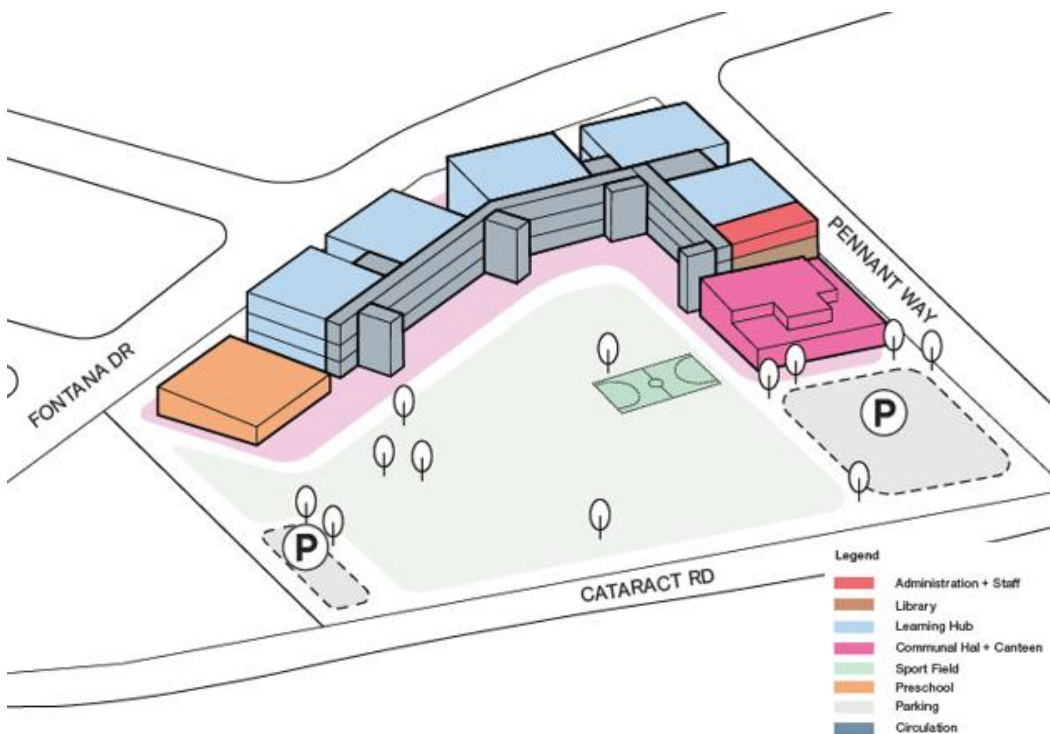 FONTANA DR
PENNANT WAY
P
P
CATARACT RD
Legend
Administration + Staff
Library
Learning Hub
Communal Hal + Canteen
Sport Field
Preschool
Parking
Circulation